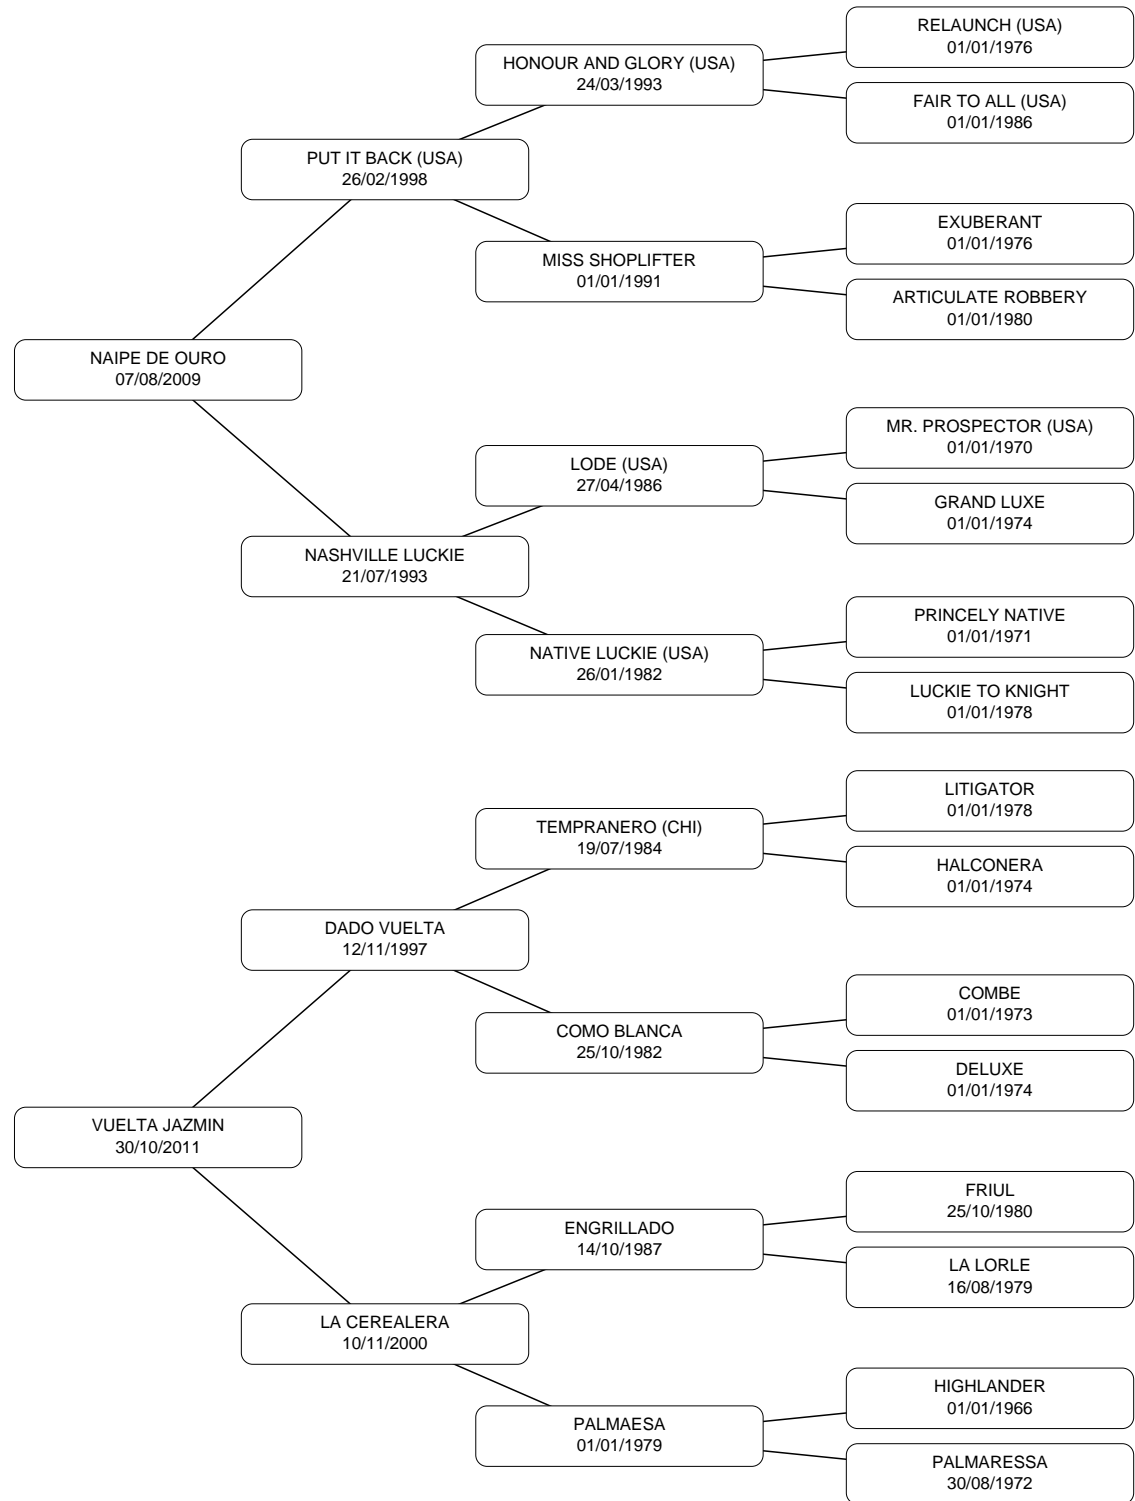 RELAUNCH (USA)
01/01/1976
HONOUR AND GLORY (USA)
24/03/1993
FAIR TO ALL (USA)
01/01/1986
PUT IT BACK (USA)
26/02/1998
EXUBERANT
01/01/1976
MISS SHOPLIFTER
01/01/1991
ARTICULATE ROBBERY
01/01/1980
NAIPE DE OURO
07/08/2009
MR. PROSPECTOR (USA)
01/01/1970
LODE (USA)
27/04/1986
GRAND LUXE
01/01/1974
NASHVILLE LUCKIE
21/07/1993
PRINCELY NATIVE
01/01/1971
NATIVE LUCKIE (USA)
26/01/1982
LUCKIE TO KNIGHT
01/01/1978
LITIGATOR
01/01/1978
TEMPRANERO (CHI)
19/07/1984
HALCONERA
01/01/1974
DADO VUELTA
12/11/1997
COMBE
01/01/1973
COMO BLANCA
25/10/1982
DELUXE
01/01/1974
VUELTA JAZMIN
30/10/2011
FRIUL
25/10/1980
ENGRILLADO
14/10/1987
LA LORLE
16/08/1979
LA CEREALERA
10/11/2000
HIGHLANDER
01/01/1966
PALMAESA
01/01/1979
PALMARESSA
30/08/1972